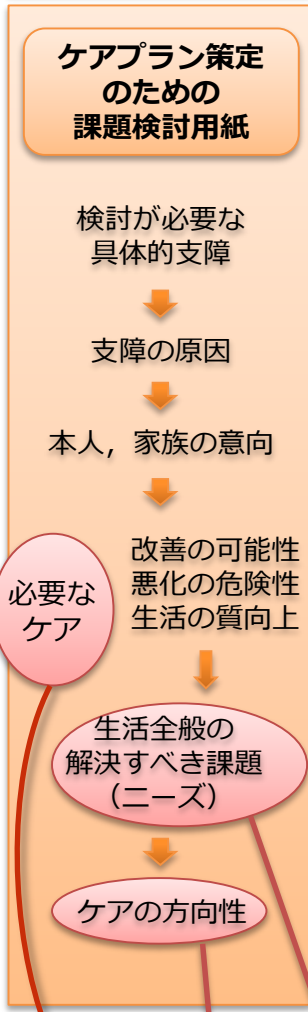 ケアプラン策定
のための
課題検討用紙
検討が必要な
具体的支障
支障の原因
本人，家族の意向
改善の可能性
悪化の危険性
生活の質向上
必要な
ケア
生活全般の
解決すべき課題
（ニーズ）
ケアの方向性